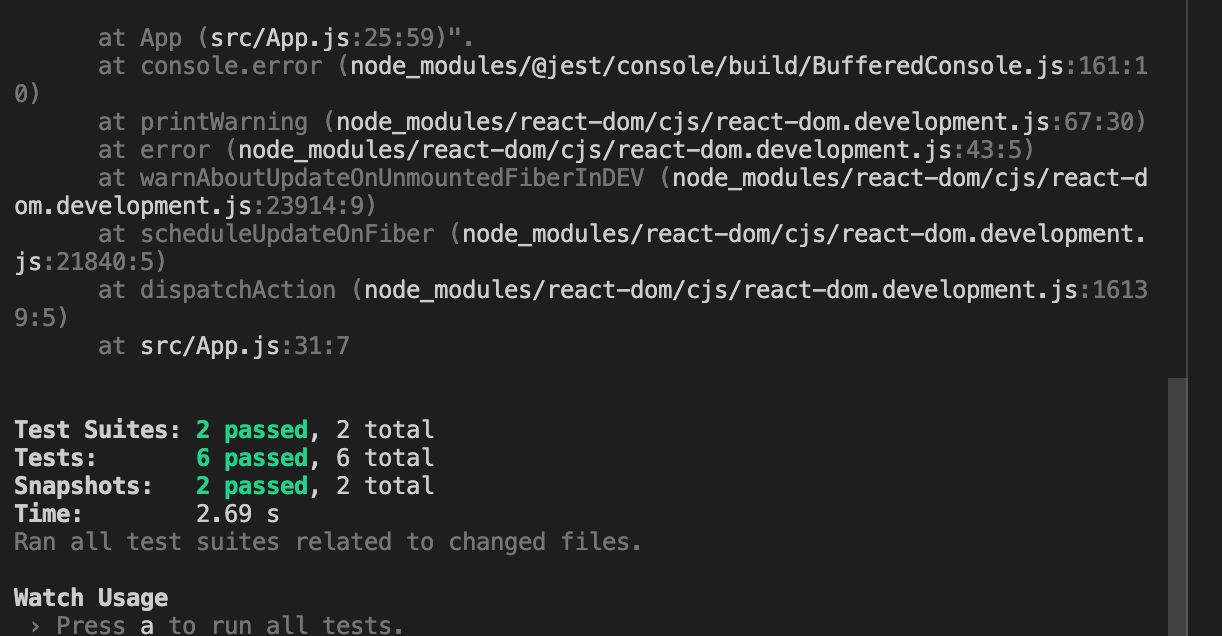 at App (src/App.js:25:59)".
at console.error (node_modules/@jest/console/build/BufferedConsole.js:161:1
0)
at printWarning (node_modules/react-dom/cjs/react-dom.development.js:67:30)
at error (node_modules/react-dom/cjs/react-dom.development.js:43:5)
at warnAboutUpdateOnUnmountedFiberInDEV (node_modules/react-dom/cjs/react-d
om.development.js:23914:9)
at scheduleUpdateOnFiber (node_modules/react-dom/cjs/react-dom.development.
js:21840:5)
at dispatchAction (node_modules/react-dom/cjs/react-dom.development.js:1613
9:5)
at src/App.js:31:7
Test Suites: 2 passed, 2 total
Tests: 6 passed, 6 total
Snapshots: 2 passed, 2 total
Time: 2.69 s
Ran all test suites related to changed files.
Watch Usage
› Press a to run all tests.